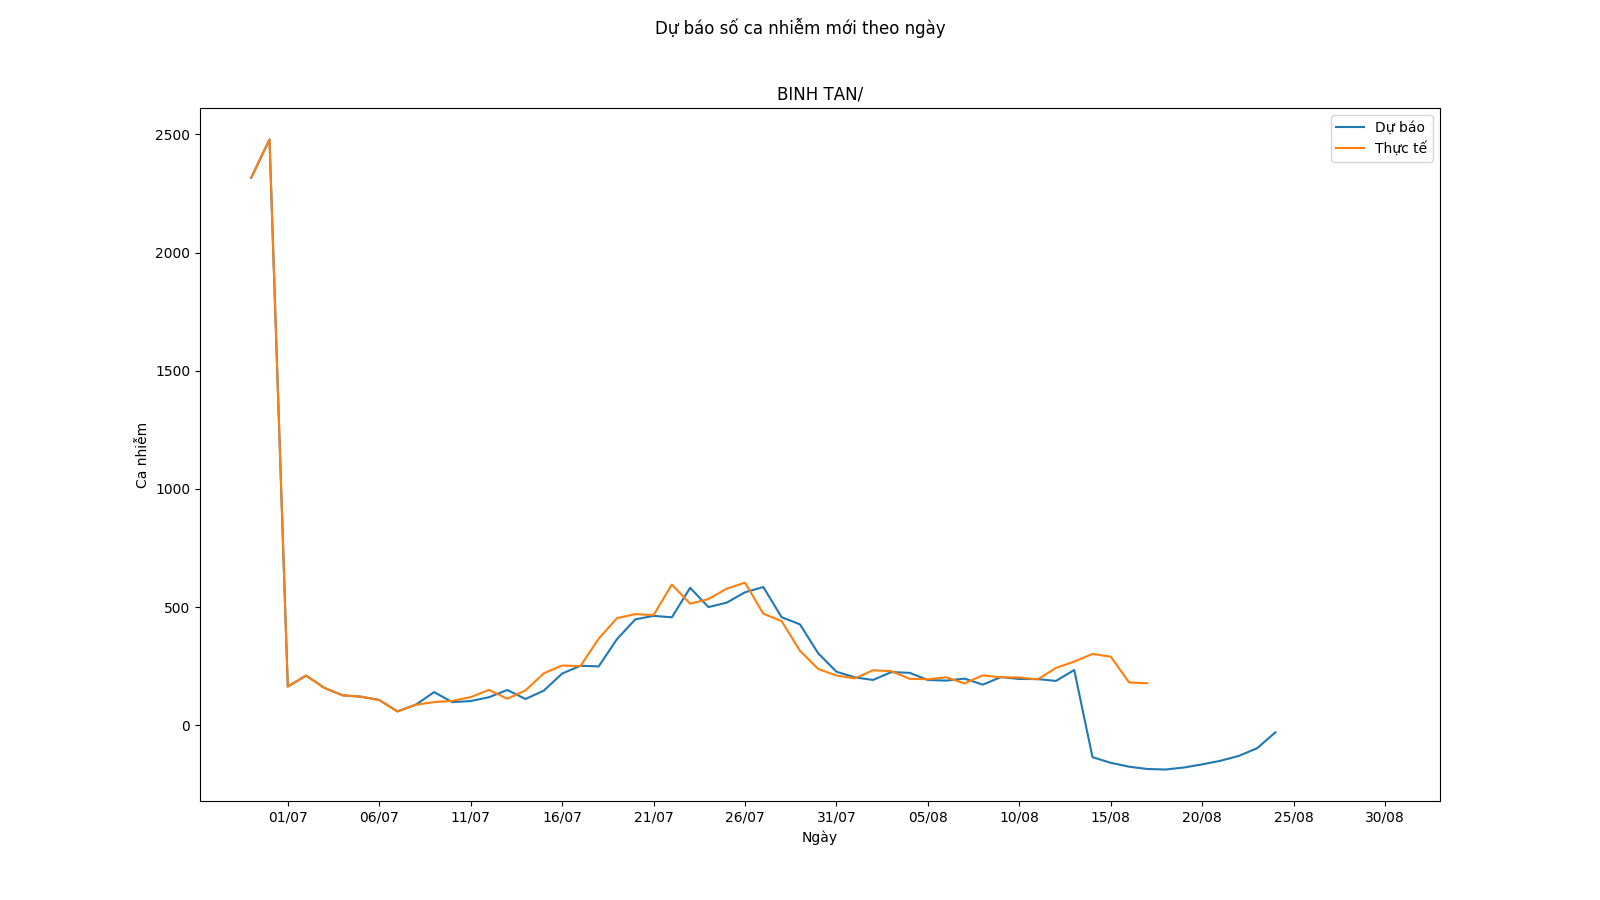 Dự báo số ca nhiễm mới theo ngày
BINH TAN/
Dự báo
Thực tế
2500
2000
1500
1000
500
0
Ca nhiễm
01/07 06/07 11/07 16/07 21/07 26/07 31/07 05/08 10/08 15/08 20/08 25/08 30/08
Ngày